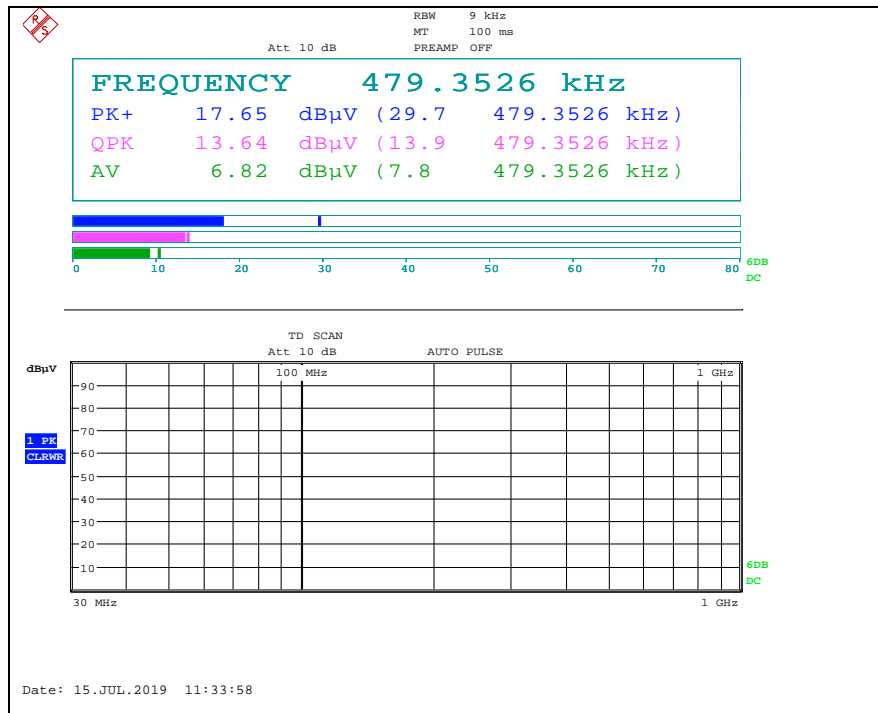 R S
RBW 9 kHz
MT 100 ms
Att 10 dB PREAMP OFF
FREQUENCY 479.3526 kHz
PK+ 17.65 dBµV (29.7 479.3526 kHz)
QPK 13.64 dBµV (13.9 479.3526 kHz)
AV 6.82 dBµV (7.8 479.3526 kHz)
0 10 20 30 40 50 60 70 80
6DB
DC
TD SCAN
Att 10 dB AUTO PULSE
dBµV
100 MHz 1 GHz
90
80
70
1 PK
CLRWR
60
50
40
30
20
10
6DB
DC
30 MHz 1 GHz
Date: 15.JUL.2019 11:33:58